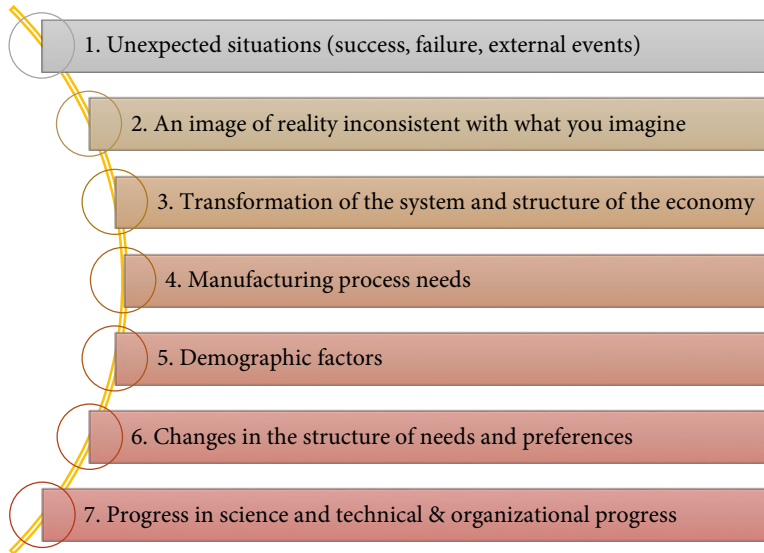 1. Unexpected situations (success, failure, external events)
2. An image of reality inconsistent with what you imagine
3. Transformation of the system and structure of the economy
4. Manufacturing process needs
5. Demographic factors
6. Changes in the structure of needs and preferences
7. Progress in science and technical & organizational progress